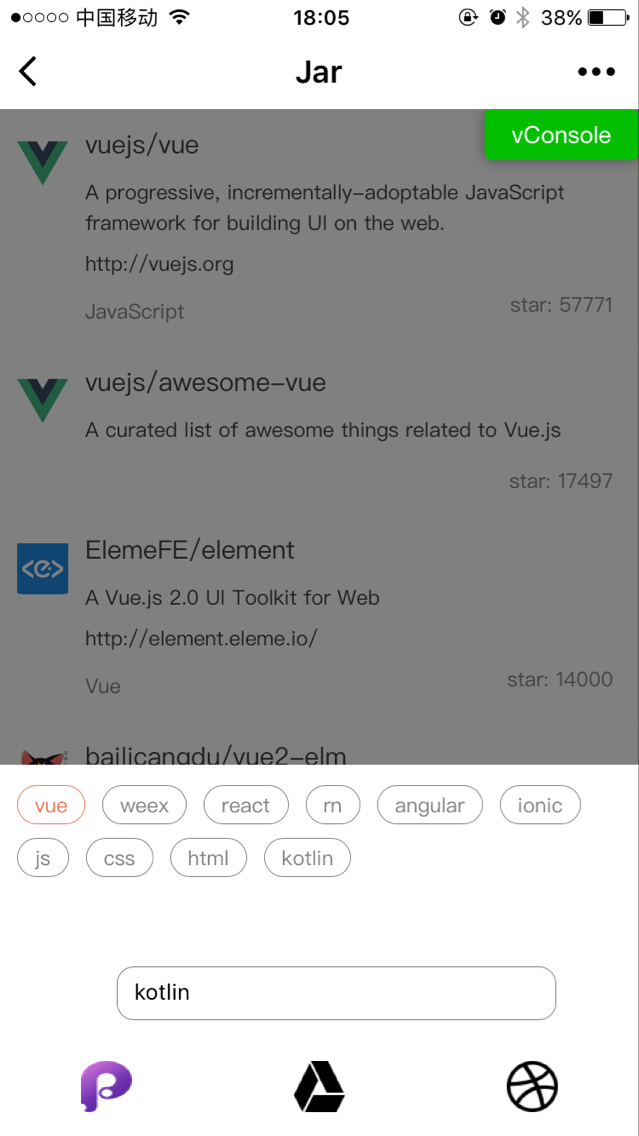 中国移动 18:05 38%
Jar
vConsole
vuejs/vue
A progressive, incrementally-adoptable JavaScript
framework for building UI on the web.
http://vuejs.org
JavaScript star: 57771
vuejs/awesome-vue
A curated list of awesome things related to Vue.js
star: 17497
ElemeFE/element
A Vue.js 2.0 UI Toolkit for Web
http://element.eleme.io/
Vue star: 14000
bailicangdu/vue2-elm
vue weex react rn angular ionic
js css html kotlin
kotlin